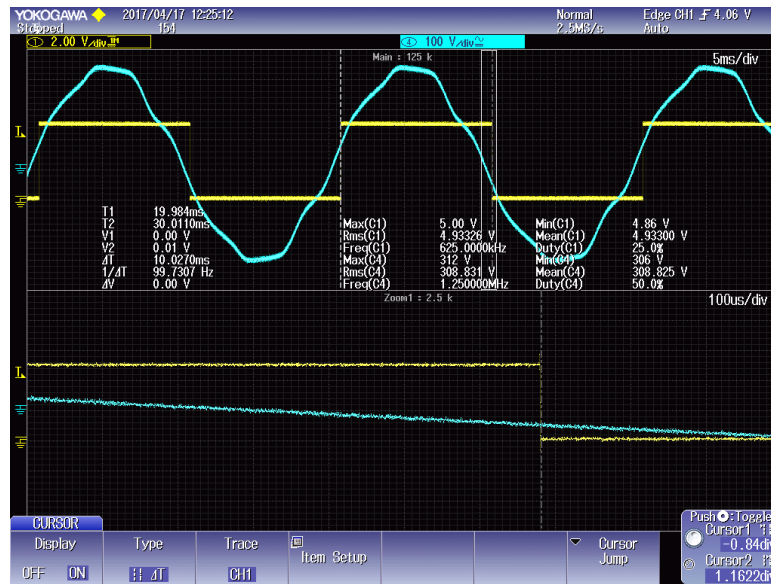 YOKOGAWA 2017/04/17 12:25:12
Normal Edge CH1 4.06 V
Stopped 154 2.5MS/s Auto
1 2.00 V/div 4 100 V/div
Main : 125 k 5ms/div
T1 19.984ms
T2 30.0110ms
V1 0.00 V
V2 0.01 V
ΔT 10.0270ms
1/ΔT 99.7307 Hz
ΔV 0.00 V
Max(C1) 5.00 V
Rms(C1) 4.93326 V
Freq(C1) 625.0000kHz
Max(C4) 312 V
Rms(C4) 308.831 V
Freq(C4) 1.250000MHz
Min(C1) 4.86 V
Mean(C1) 4.93300 V
Duty(C1) 25.0%
Min(C4) 306 V
Mean(C4) 308.825 V
Duty(C4) 50.0%
Zoom1 : 2.5 k 100us/div
CURSOR
Display
OFF ON
Type
ΔT
Trace
CH1
Item Setup
Cursor
Jump
Push :Toggle
Cursor1
-0.84di
Cursor2
1.1622di